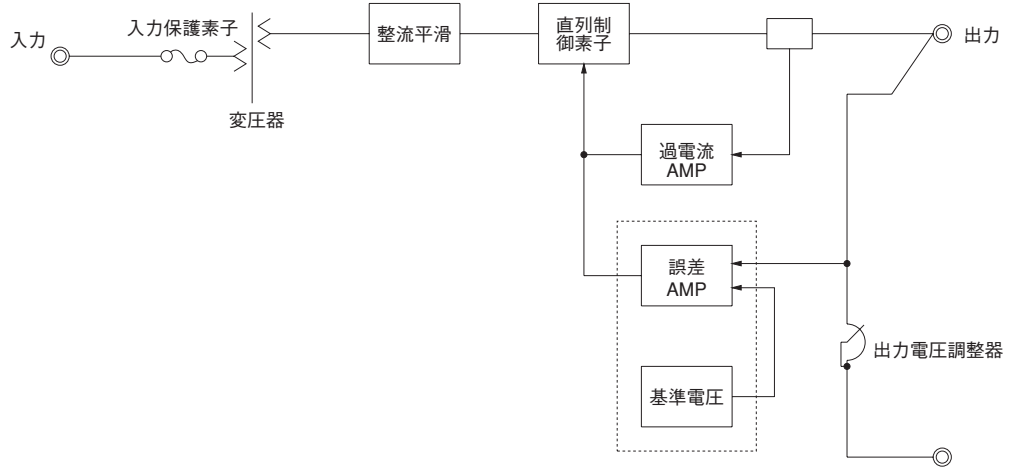 入力
入力保護素子
変圧器
整流平滑
直列制
御素子
出力
過電流
AMP
誤差
AMP
基準電圧
出力電圧調整器